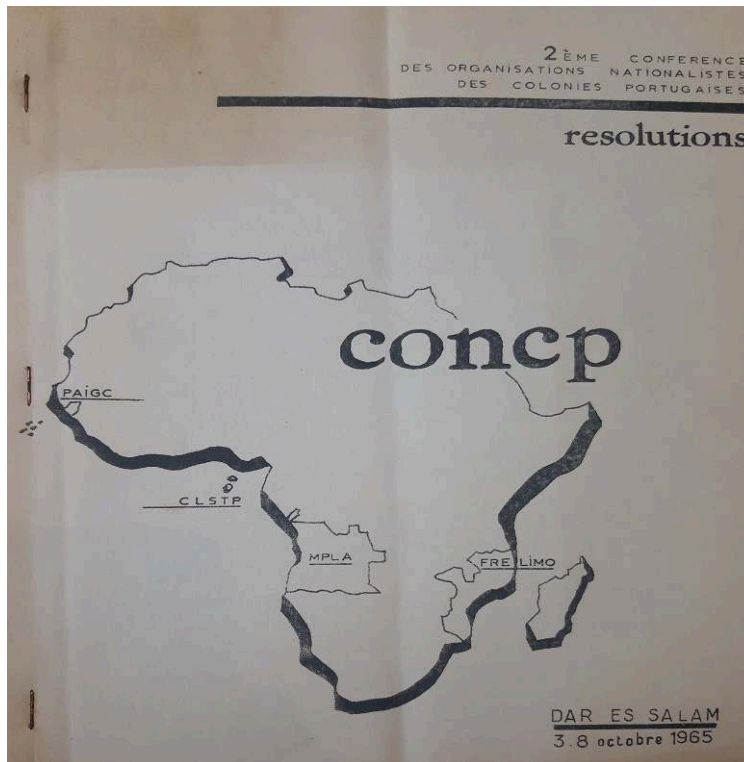 2ÈME CONFERENCE
DES ORGANISATIONS NATIONALISTES
DES COLONIES PORTUGAISES
resolutions
concp
PAiGC
CLSTP
MPLA
FRELiMO
DAR ES SALAM
3.8 octobre 1965